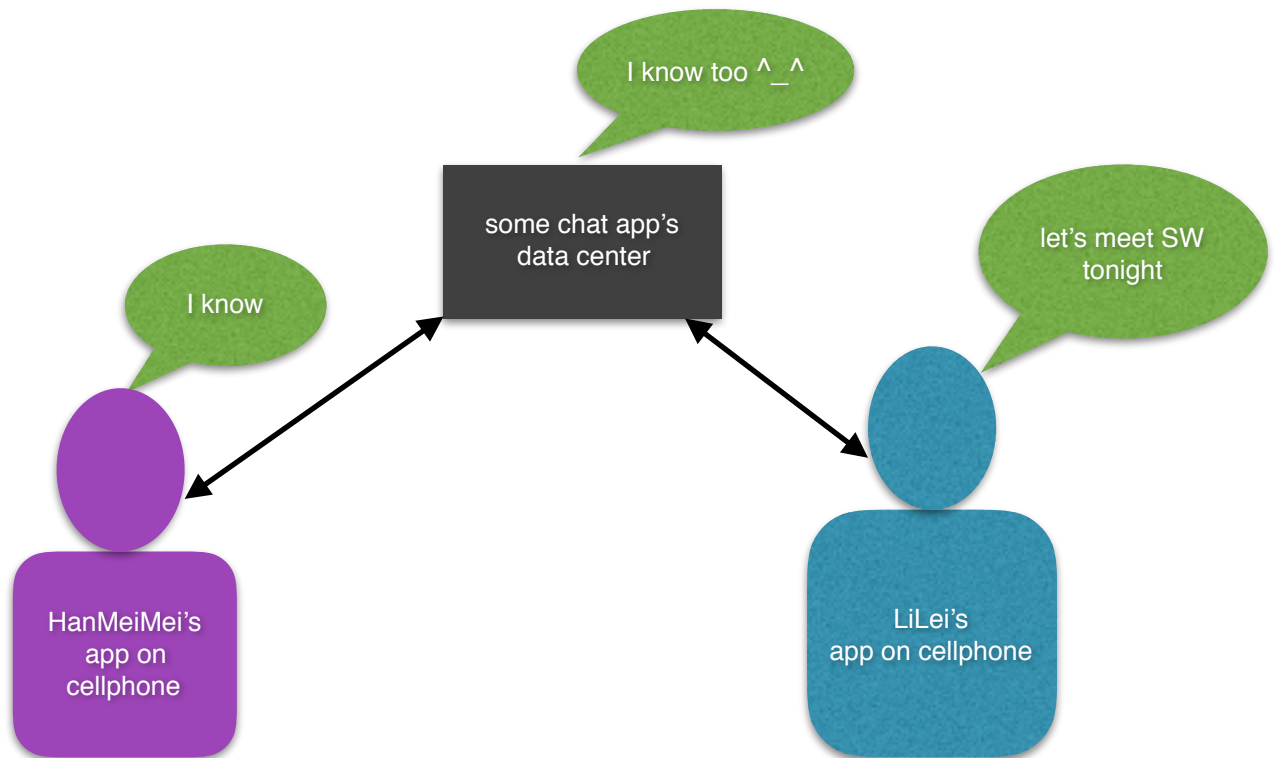 I know too ^_^
some chat app’s
data center
let’s meet SW
tonight
I know
HanMeiMei’s
app on
cellphone
LiLei’s
app on cellphone